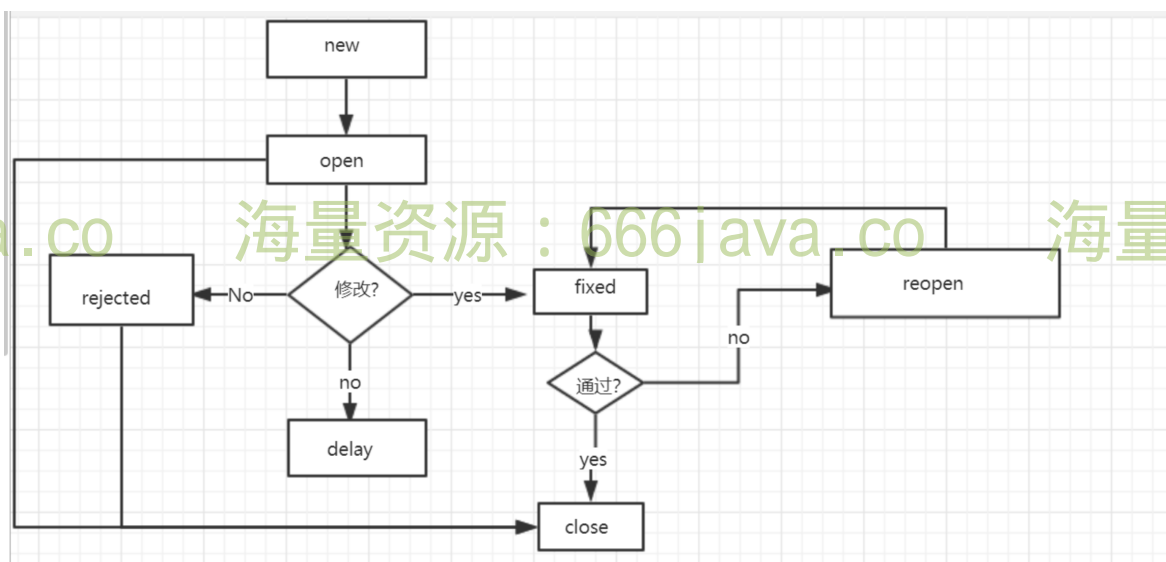 new
open
a.co
海量资源：666java.co
海量
rejected
No
修改?
yes
fixed
reopen
no
no
通过?
delay
yes
close